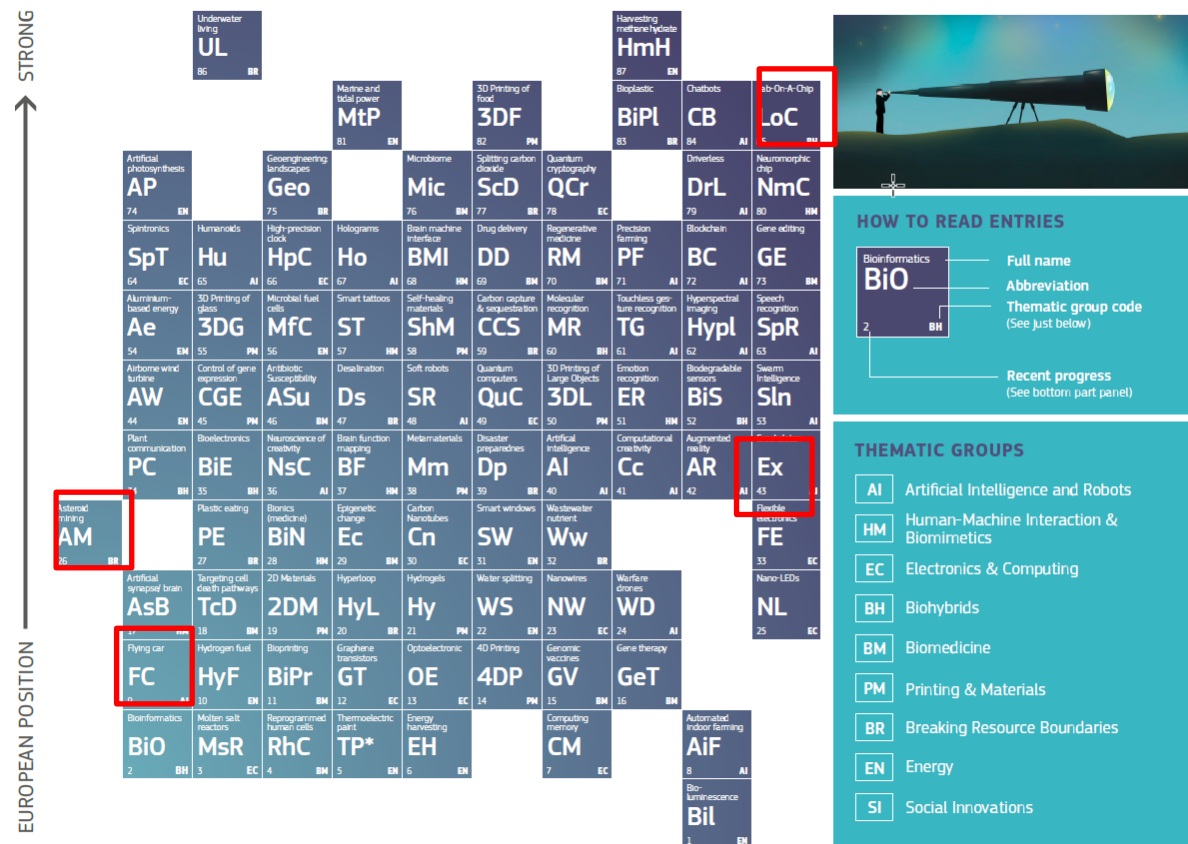 STRONG
EUROPEAN POSITION
Underwater
living
UL
86 BR
Harvesting
methane hydrate
HmH
87 EN
Marine and
tidal power
MtP
81 EN
3D Printing of
food
3DF
82 PM
Bioplastic
BiPl
83 BR
Chatbots
CB
84 AI
ab-On-A-Chip
LoC
Artificial
photosynthesis
AP
74 EN
Geoengineering:
landscapes
Geo
75 BR
Microbiome
Mic
76 BM
Splitting carbon
dioxide
ScD
77 BR
Quantum
cryptography
QCr
78 EC
Driverless
DrL
79 AI
Neuromorphic
chip
NmC
80 HM
Spintronics
SpT
64 EC
Humanoids
Hu
65 AI
High-precision
clock
HpC
66 EC
Holograms
Ho
67 AI
Brain machine
interface
BMI
68 HM
Drug delivery
DD
69 BM
Regenerative
medicine
RM
70 BM
Precision
farming
PF
71 AI
Blockchain
BC
72 AI
Gene editing
GE
73 BM
Aluminium-
based energy
Ae
54 EM
3D Printing of
glass
3DG
55 PM
Microbial fuel
cells
MfC
56 EN
Smart tattoos
ST
57 HM
Self-healing
materials
ShM
58 PM
Carbon capture
& sequestration
CCS
59 BR
Molecular
recognition
MR
60 BH
Touchless ges-
ture recognition
TG
61 AI
Hyperspectral
imaging
Hypl
62 AI
Speech
recognition
SpR
63 AI
Airborne wind
turbine
AW
44 EN
Control of gene
expression
CGE
45 PM
Antibiotic
Susceptibility
ASu
46 BM
Desalination
Ds
47 BR
Soft robots
SR
48 AI
Quantum
computers
QuC
49 EC
3D Printing of
Large Objects
3DL
50 PM
Emotion
recognition
ER
51 HM
Biodegradable
sensors
BiS
52 BH
Swarm
Intelligence
Sln
53 AI
Plant
communication
PC
34 BH
Bioelectronics
BiE
35 BH
Neuroscience of
creativity
NsC
36 AI
Brain function
mapping
BF
37 HM
Metamaterials
Mm
38 PM
Disaster
preparednes
Dp
39 BR
Artifical
intelligence
AI
40 AI
Computational
creativity
Cc
41 AI
Augmented
reality
AR
42 AI
Ex
43
Asteroid
mining
AM
26 BR
Plastic eating
PE
27 BR
Bionics
(medicine)
BiN
28 HM
Epigenetic
change
Ec
29 BM
Carbon
Nanotubes
Cn
30 EC
Smart windows
SW
31 EN
Wastewater
nutrient
Ww
32 BR
Flexible
electronics
FE
33 EC
Artificial
synapse/ brain
AsB
17 HM
Targeting cell
death pathways
TcD
18 BM
2D Materials
2DM
19 PM
Hyperloop
HyL
20 BR
Hydrogels
Hy
21 PM
Water splitting
WS
22 EN
Nanowires
NW
23 EC
Warfare
drones
WD
24 AI
Nano-LEDs
NL
25 EC
Flying car
FC
9 AI
Hydrogen fuel
HyF
10 EN
Bioprinting
BiPr
11 BM
Graphene
transistors
GT
12 EC
Optoelectronic
OE
13 EC
4D Printing
4DP
14 PM
Genomic
vaccines
GV
15 BM
Gene therapy
GeT
16 BM
Bioinformatics
BiO
2 BH
Molten salt
reactors
MsR
3 EC
Reprogrammed
human cells
RhC
4 BM
Thermoelectric
paint
TP*
5 EN
Energy
harvesting
EH
6 EN
Computing
memory
CM
7 EC
Automated
indoor farming
AiF
8 AI
Bio-
luminescence
Bil
1 EN
HOW TO READ ENTRIES
Bioinformatics
BiO
2 BH
Full name
Abbreviation
Thematic group code
(See just below)
Recent progress
(See bottom part panel)
THEMATIC GROUPS
AI Artificial Intelligence and Robots
HM Human-Machine Interaction &
Biomimetics
EC Electronics & Computing
BH Biohybrids
BM Biomedicine
PM Printing & Materials
BR Breaking Resource Boundaries
EN Energy
SI Social Innovations